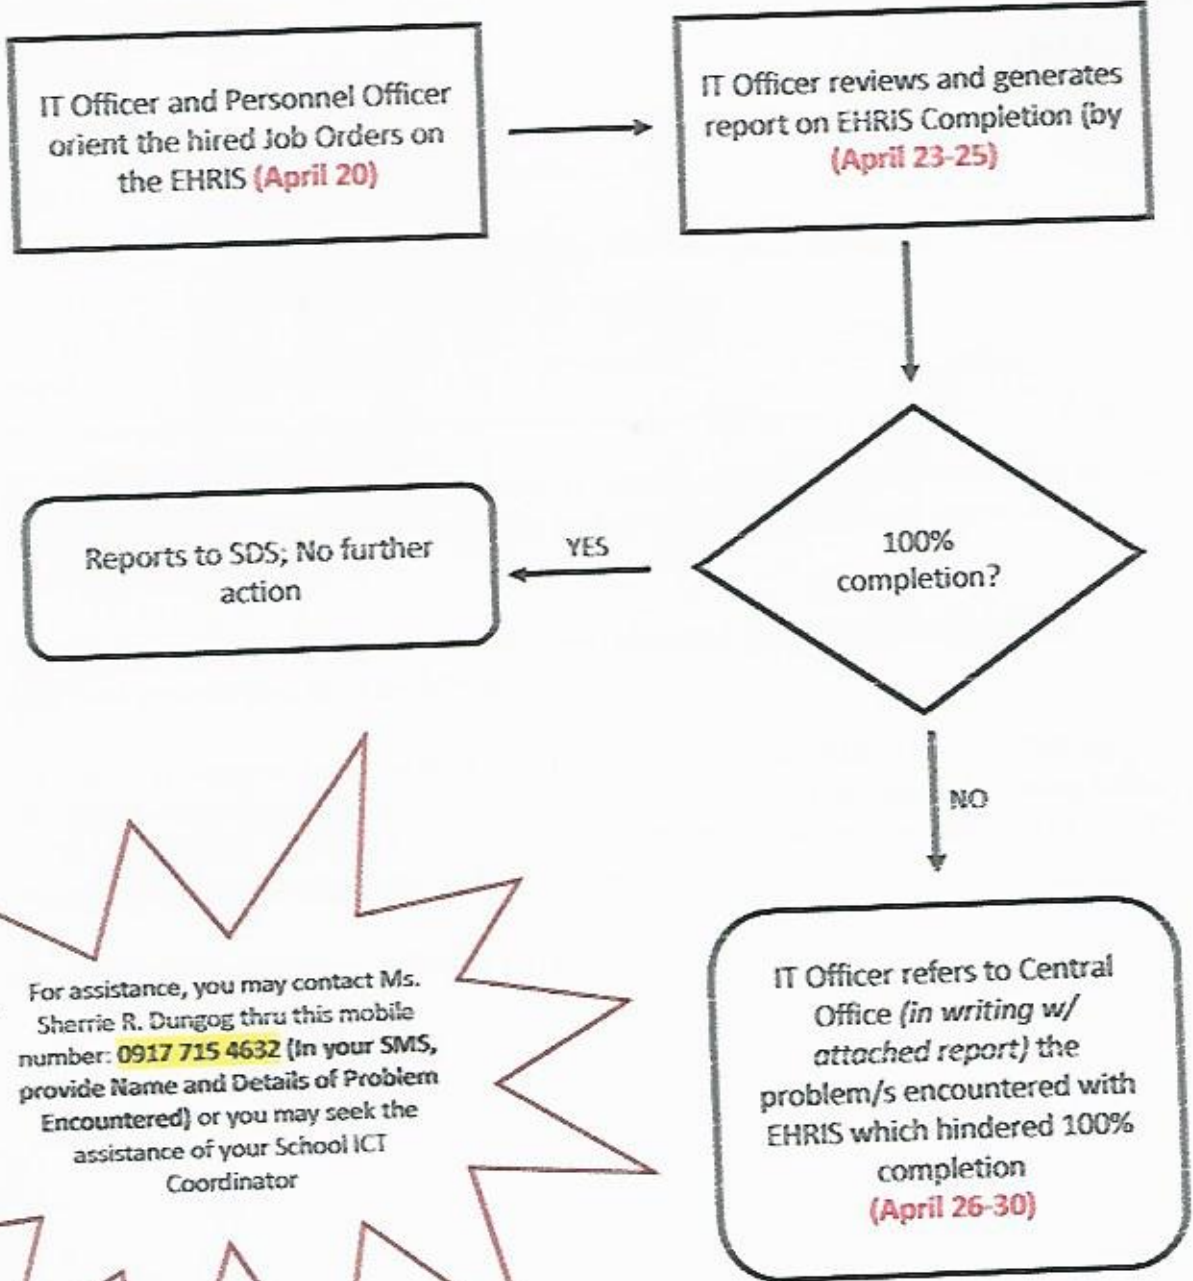 IT Officer and Personnel Officer
orient the hired Job Orders on
the EHRIS (April 20)
IT Officer reviews and generates
report on EHRIS Completion (by
(April 23-25)
100%
completion?
YES
Reports to SDS; No further
action
NO
IT Officer refers to Central
Office (in writing w/
attached report) the
problem/s encountered with
EHRIS which hindered 100%
completion
(April 26-30)
For assistance, you may contact Ms.
Sherrie R. Dungog thru this mobile
number: 0917 715 4632 (In your SMS,
provide Name and Details of Problem
Encountered) or you may seek the
assistance of your School ICT
Coordinator